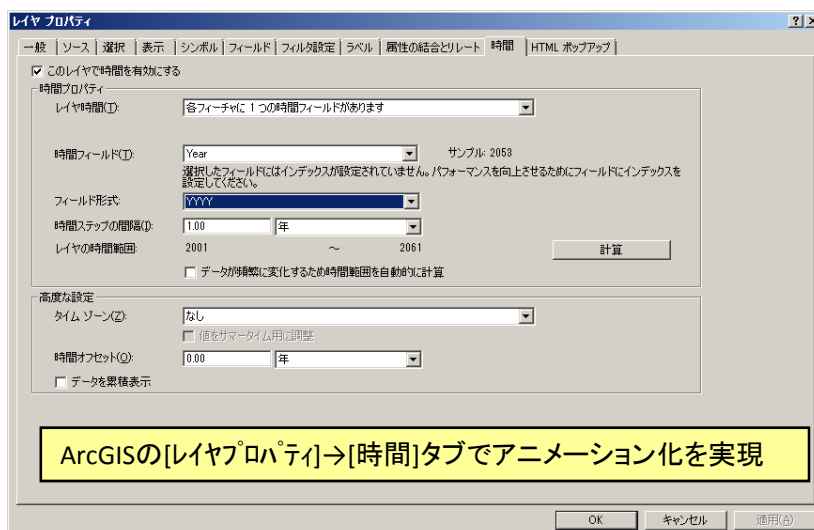 レイヤ プロパティ
一般 ソース 選択 表示 シンボル フィールド フィルタ設定 ラベル 属性の結合とリレート 時間 HTML ポップアップ
このレイヤで時間を有効にする
時間プロパティ
レイヤ時間(T): 各フィーチャに 1 つの時間フィールドがあります
時間フィールド(T): Year サンプル: 2053
選択したフィールドにはインデックスが設定されていません。パフォーマンスを向上させるためにフィールドにインデックスを
設定してください。
フィールド形式: YYYY
時間ステップの間隔(I): 1.00 年
レイヤの時間範囲: 2001 ～ 2061 計算
データが頻繁に変化するため時間範囲を自動的に計算
高度な設定
タイム ゾーン(Z): なし
値をサマータイム用に調整
時間オフセット(O): 0.00 年
データを累積表示
ArcGISの[レイヤプロパティ]→[時間]タブでアニメーション化を実現
OK キャンセル 適用(A)